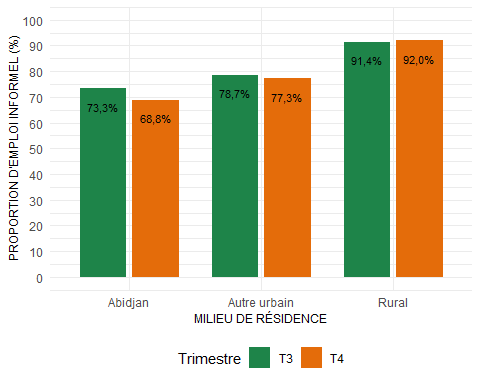 PROPORTION D'EMPLOI INFORMEL (%)
100
90
80
70
60
50
40
30
20
10
0
73,3%
68,8%
78,7%
77,3%
91,4%
92,0%
Abidjan
Autre urbain
Rural
MILIEU DE RÉSIDENCE
Trimestre T3 T4